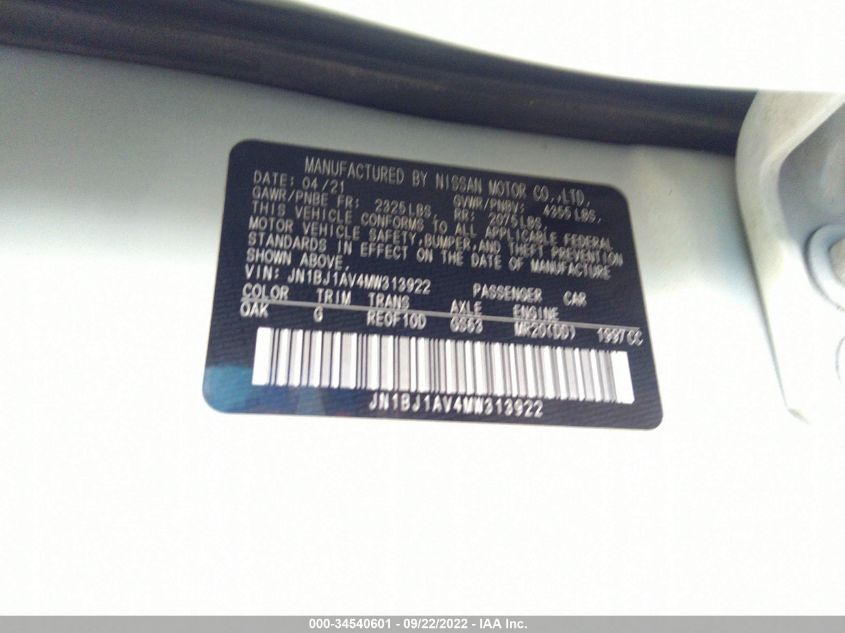 MANUFACTURED BY NISSAN MOTOR CO.,LTD.
DATE: 04/21 GVWR/PNBV: 4355LBS.
GAWR/PNBE FR: 2325LBS, RR: 2075LBS.
THIS VEHICLE CONFORMS TO ALL APPLICABLE FEDERAL
MOTOR VEHICLE SAFETY,BUMPER,AND THEFT PREVENTION
STANDARDS IN EFFECT ON THE DATE OF MANUFACTURE
SHOWN ABOVE.
VIN: JN1BJ1AV4MW313922 PASSENGER CAR
COLOR TRIM TRANS AXLE ENGINE
QAK G RE0F10D GS53 MR20(DD) 1997CC
JN1BJ1AV4MW313922
000-34540601 - 09/22/2022 - IAA Inc.